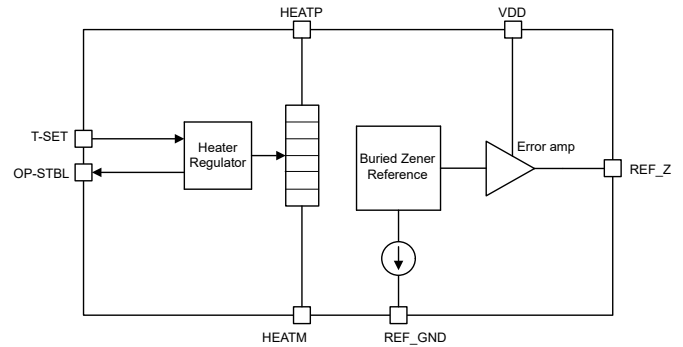 HEATP
VDD
T-SET
OP-STBL
Heater
Regulator
Buried Zener
Reference
Error amp
REF_Z
HEATM
REF_GND